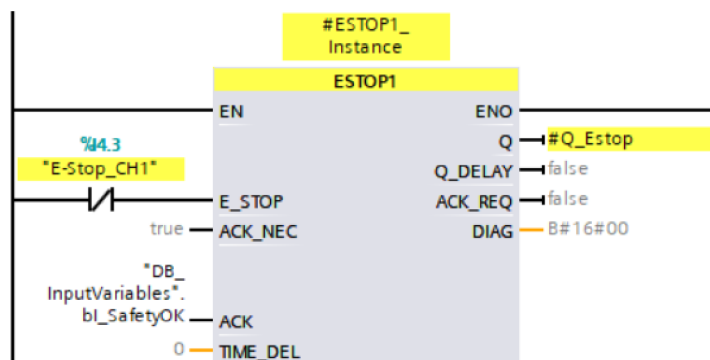 #ESTOP1_
Instance
ESTOP1
EN
ENO
%I4.3
"E-Stop_CH1"
Q
#Q_Estop
Q_DELAY
false
E_STOP
ACK_REQ
false
true
ACK_NEC
DIAG
B#16#00
"DB_
InputVariables".
bI_SafetyOK
ACK
0
TIME_DEL